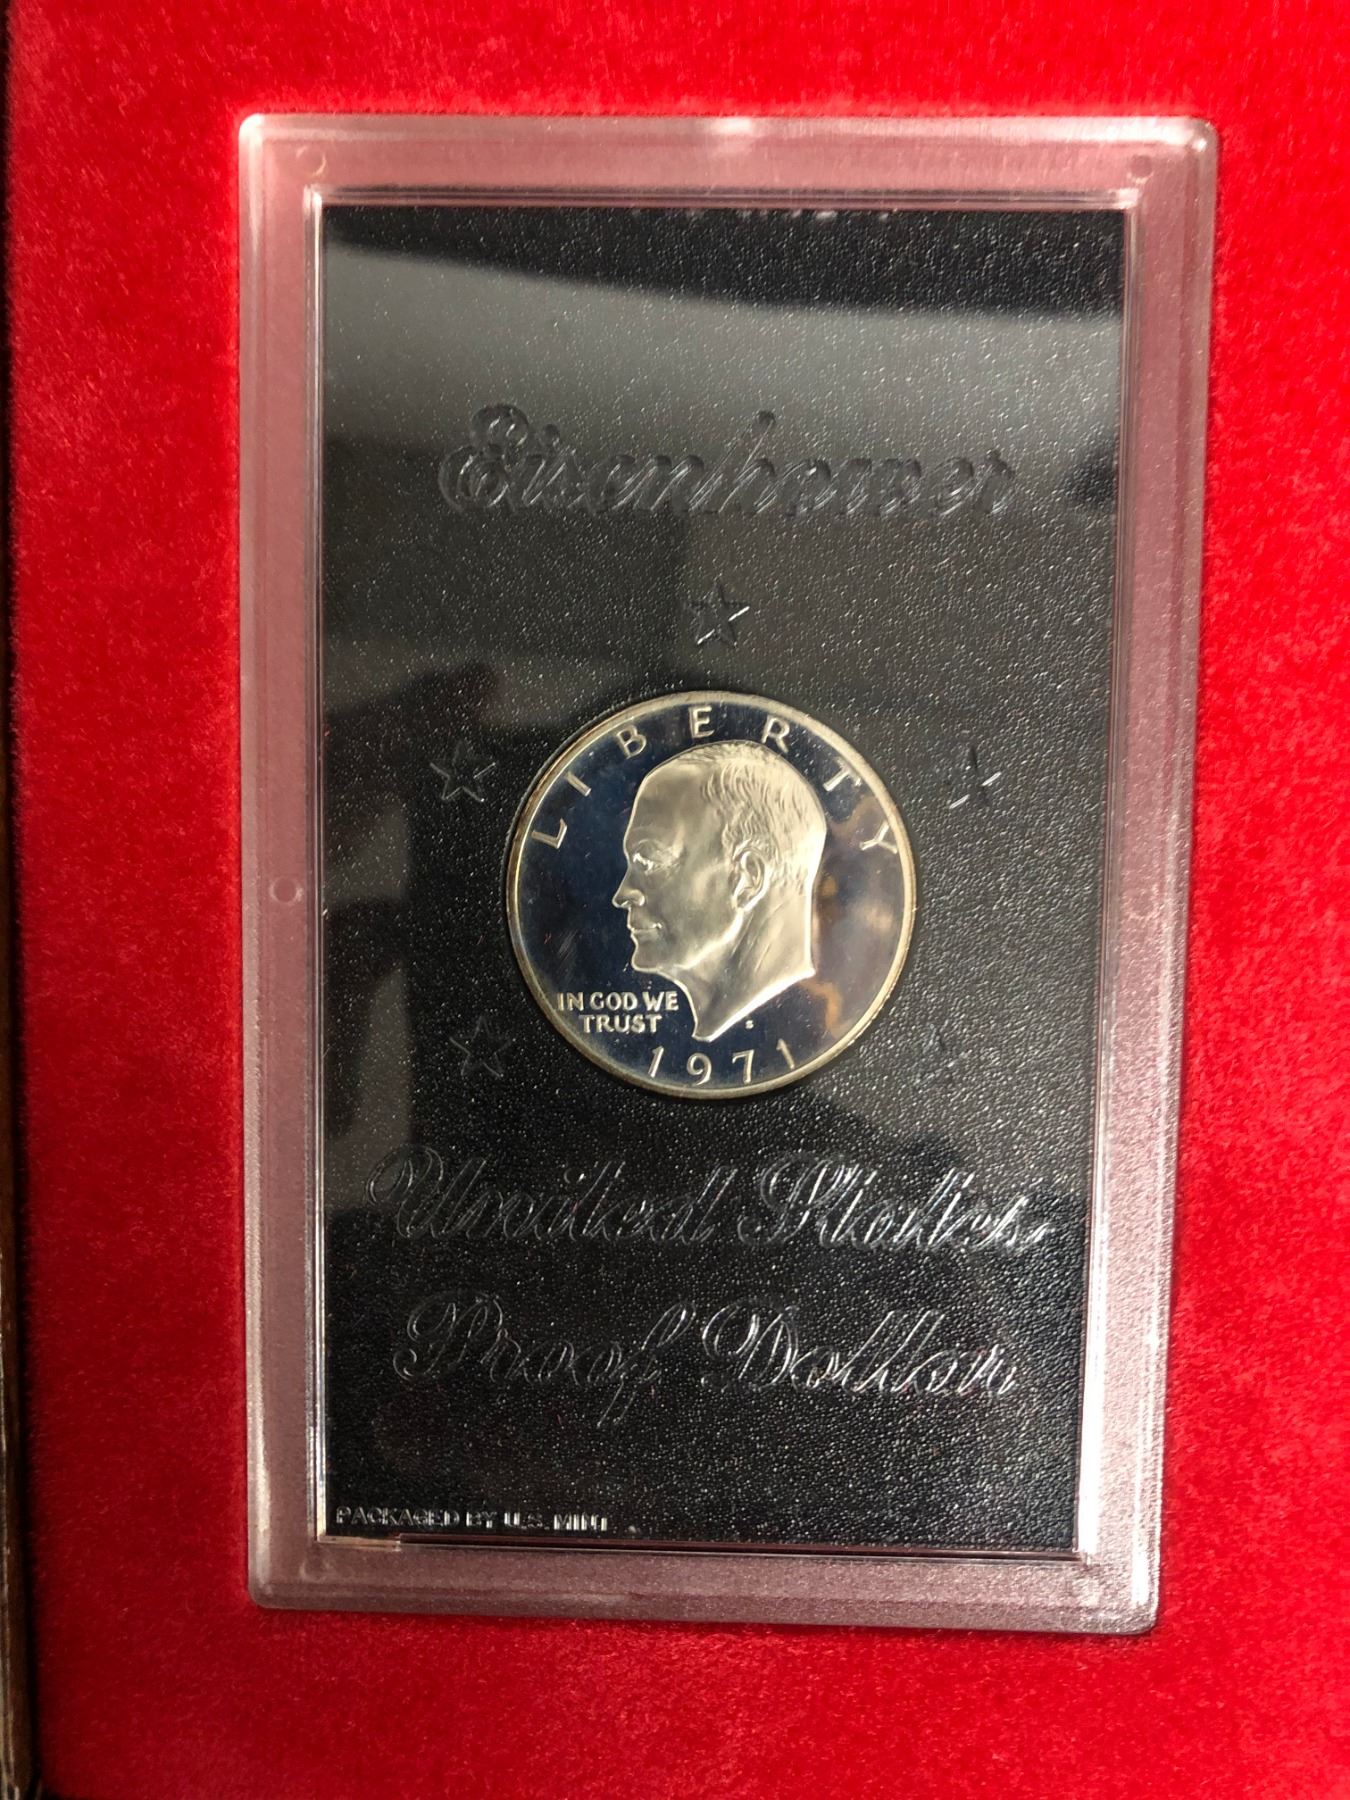 Eisenhower
LIBERTY
IN GOD WE
TRUST
S
1971
United States
Proof Dollar
PACKAGED BY U.S. MINT